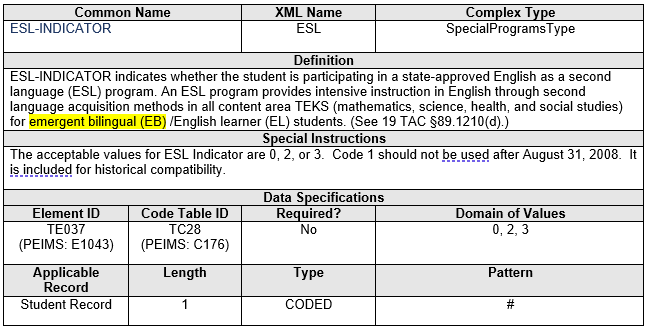 Common Name XML Name Complex Type
ESL-INDICATOR ESL SpecialProgramsType
Definition
ESL-INDICATOR indicates whether the student is participating in a state-approved English as a second
language (ESL) program. An ESL program provides intensive instruction in English through second
language acquisition methods in all content area TEKS (mathematics, science, health, and social studies)
for emergent bilingual (EB) /English learner (EL) students. (See 19 TAC §89.1210(d).)
Special Instructions
The acceptable values for ESL Indicator are 0, 2, or 3. Code 1 should not be used after August 31, 2008. It
is included for historical compatibility.
Data Specifications
Element ID Code Table ID Required? Domain of Values
TE037 TC28 No 0, 2, 3
(PEIMS: E1043) (PEIMS: C176)
Applicable Length Type Pattern
Record
Student Record 1 CODED #